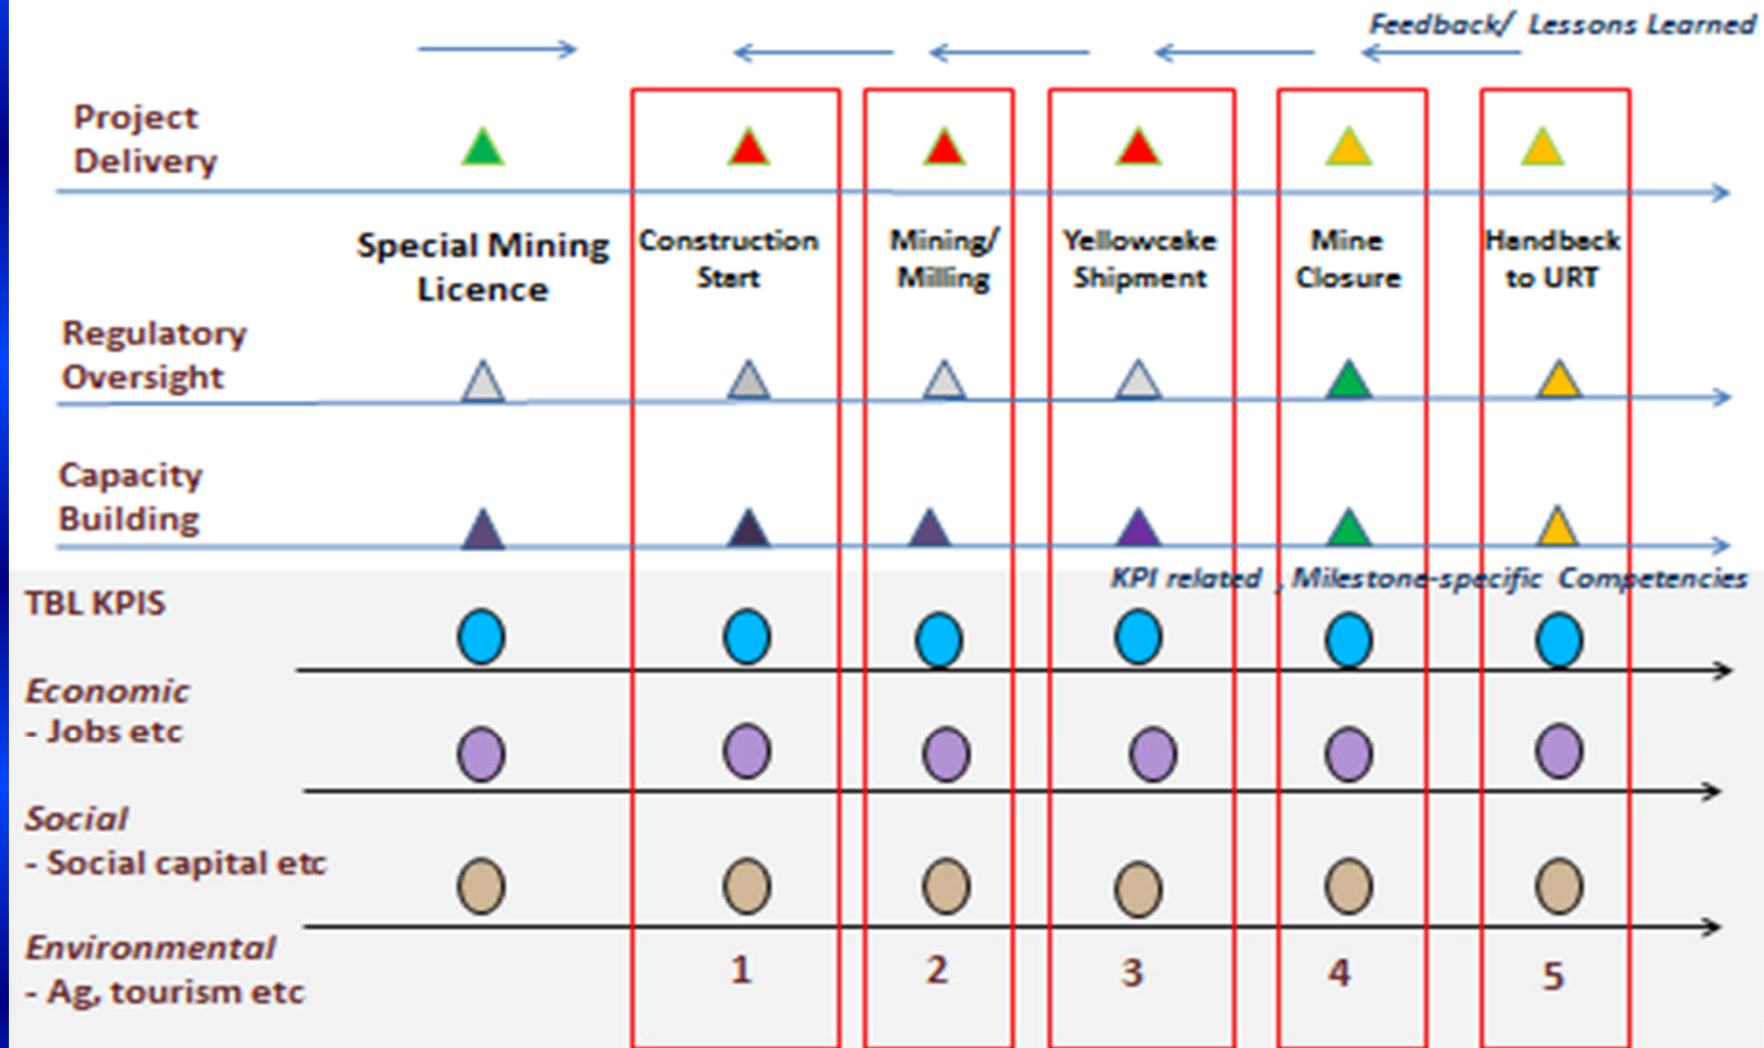 Feedback/ Lessons Learned
Project
Delivery
Special Mining
Licence
Construction
Start
Mining/
Milling
Yellowcake
Shipment
Mine
Closure
Handback
to URT
Regulatory
Oversight
Capacity
Building
KPI related , Milestone-specific Competencies
TBL KPIS
Economic
- Jobs etc
Social
- Social capital etc
Environmental
- Ag, tourism etc
1
2
3
4
5